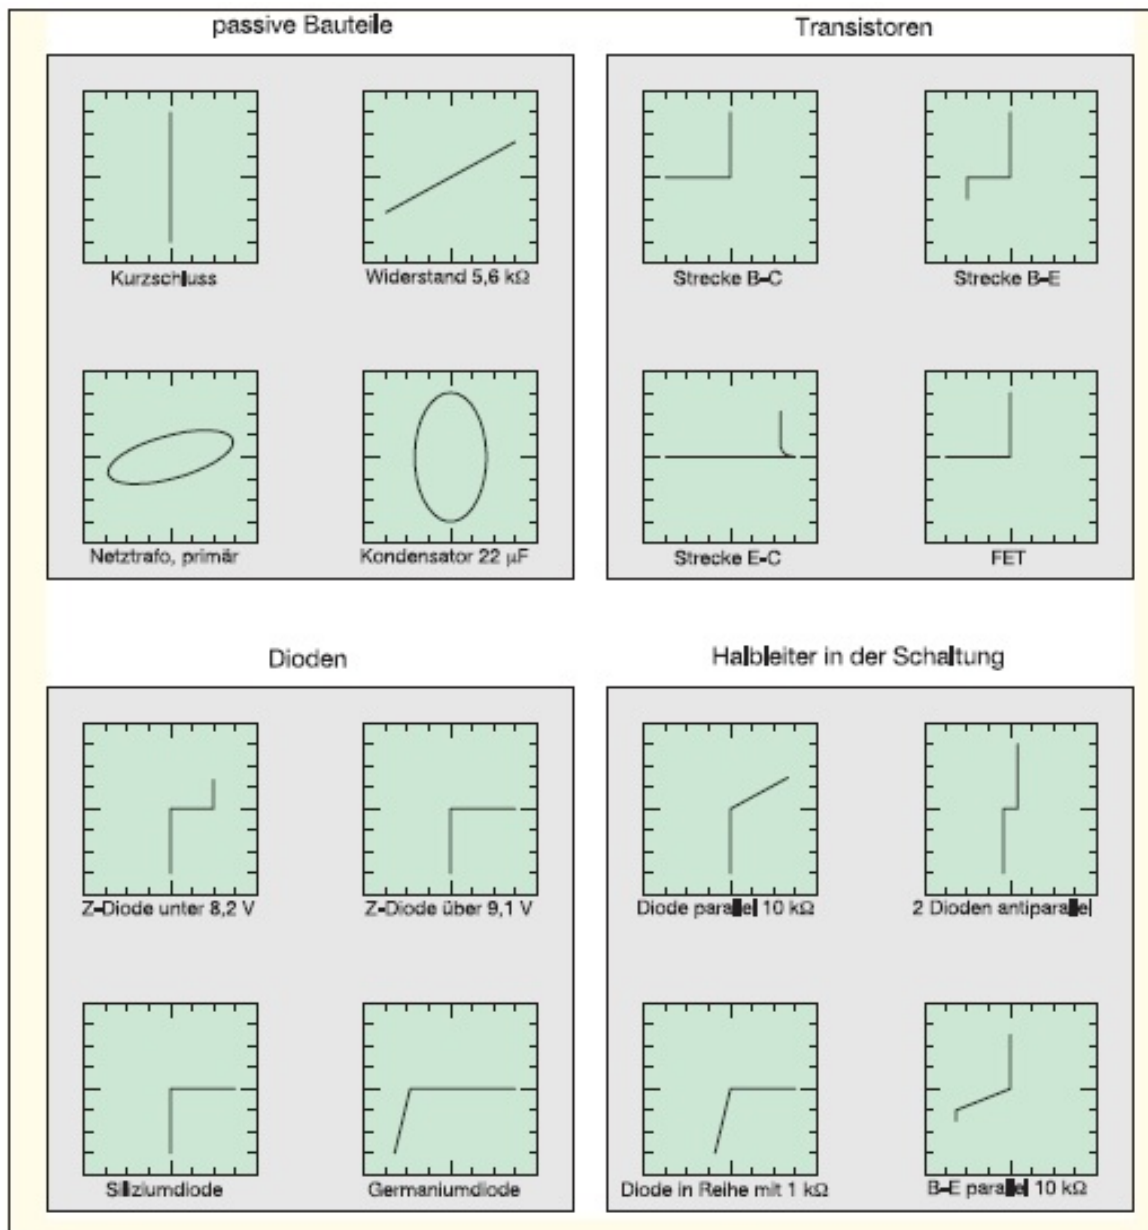 passive Bauteile
Transistoren
Kurzschluss
Widerstand 5,6 kΩ
Strecke B-C
Strecke B-E
Netztrafo, primär
Kondensator 22 µF
Strecke E-C
FET
Dioden
Halbleiter in der Schaltung
Z-Diode unter 8,2 V
Z-Diode über 9,1 V
Diode parallel 10 kΩ
2 Dioden antiparallel
Siliziumdiode
Germaniumdiode
Diode in Reihe mit 1 kΩ
B-E parallel 10 kΩ